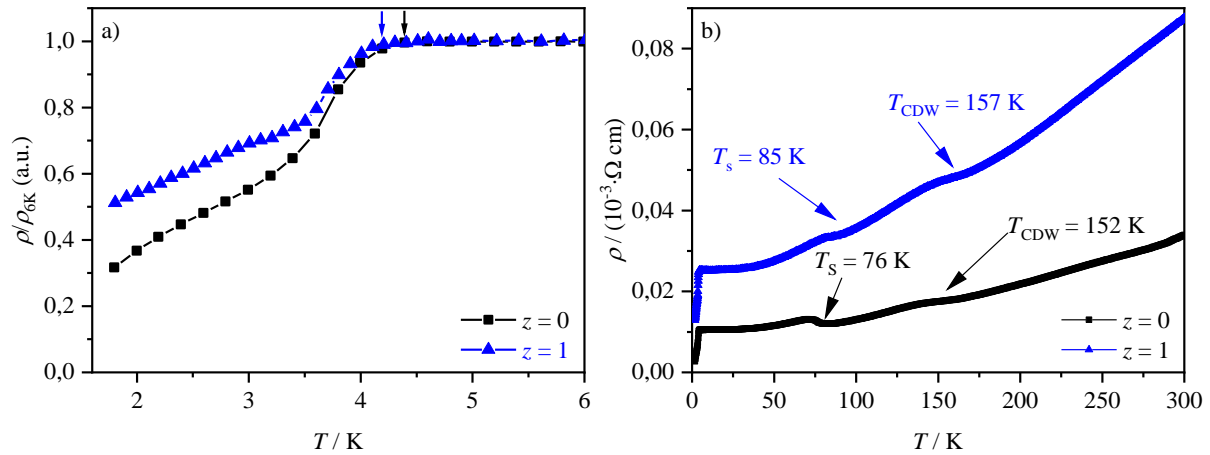 a)
1,0
0,8
0,6
0,4
0,2
0,0
ρ/ρ6K (a.u.)
2
3
4
5
6
T / K
z = 0
z = 1
b)
0,08
0,06
0,04
0,02
0,00
ρ / (10⁻³·Ω cm)
TCDW = 157 K
Ts = 85 K
TCDW = 152 K
TS = 76 K
z = 0
z = 1
0
50
100
150
200
250
300
T / K